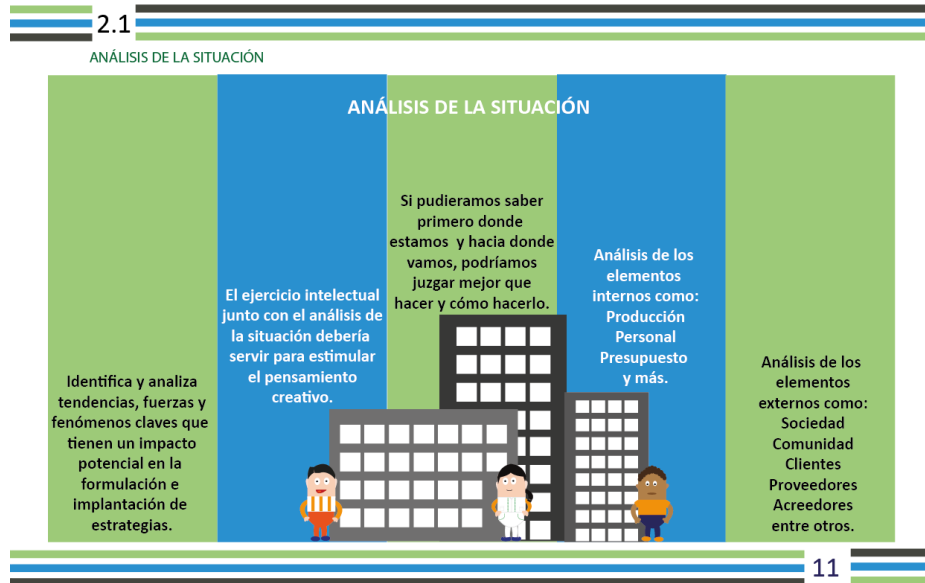 2.1
ANÁLISIS DE LA SITUACIÓN
ANÁLISIS DE LA SITUACIÓN
Identifica y analiza
tendencias, fuerzas y
fenómenos claves que
tienen un impacto
potencial en la
formulación e
implantación de
estrategias.
El ejercicio intelectual
junto con el análisis de
la situación debería
servir para estimular
el pensamiento
creativo.
Si pudieramos saber
primero donde
estamos y hacia donde
vamos, podríamos
juzgar mejor que
hacer y cómo hacerlo.
Análisis de los
elementos
internos como:
Producción
Personal
Presupuesto
y más.
Análisis de los
elementos
externos como:
Sociedad
Comunidad
Clientes
Proveedores
Acreedores
entre otros.
11